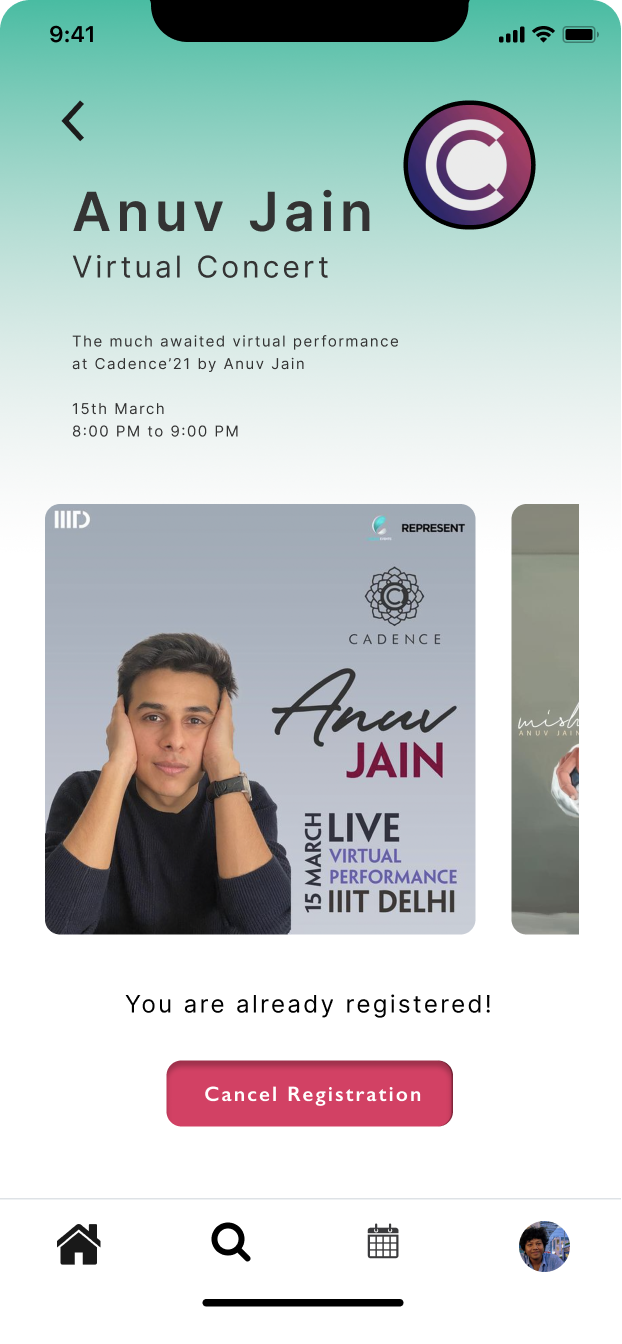 9:41
Anuv Jain
Virtual Concert
The much awaited virtual performance
at Cadence’21 by Anuv Jain
15th March
8:00 PM to 9:00 PM
IIITD
REPRESENT
CADENCE
Anuv
JAIN
15 MARCH
LIVE
VIRTUAL
PERFORMANCE
IIIT DELHI
ANUV JAIN
You are already registered!
Cancel Registration